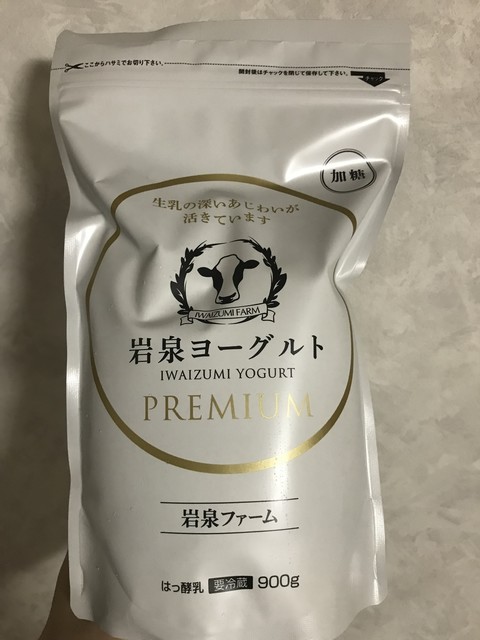 ここからハサミでお切り下さい。
開封後はチャックを閉じて保存して下さい。
チャック
加糖
生乳の深いあじわいが
活きています
IWAIZUMI FARM
岩泉ヨーグルト
IWAIZUMI YOGURT
PREMIUM
岩泉ファーム
はっ酵乳 要冷蔵 900g